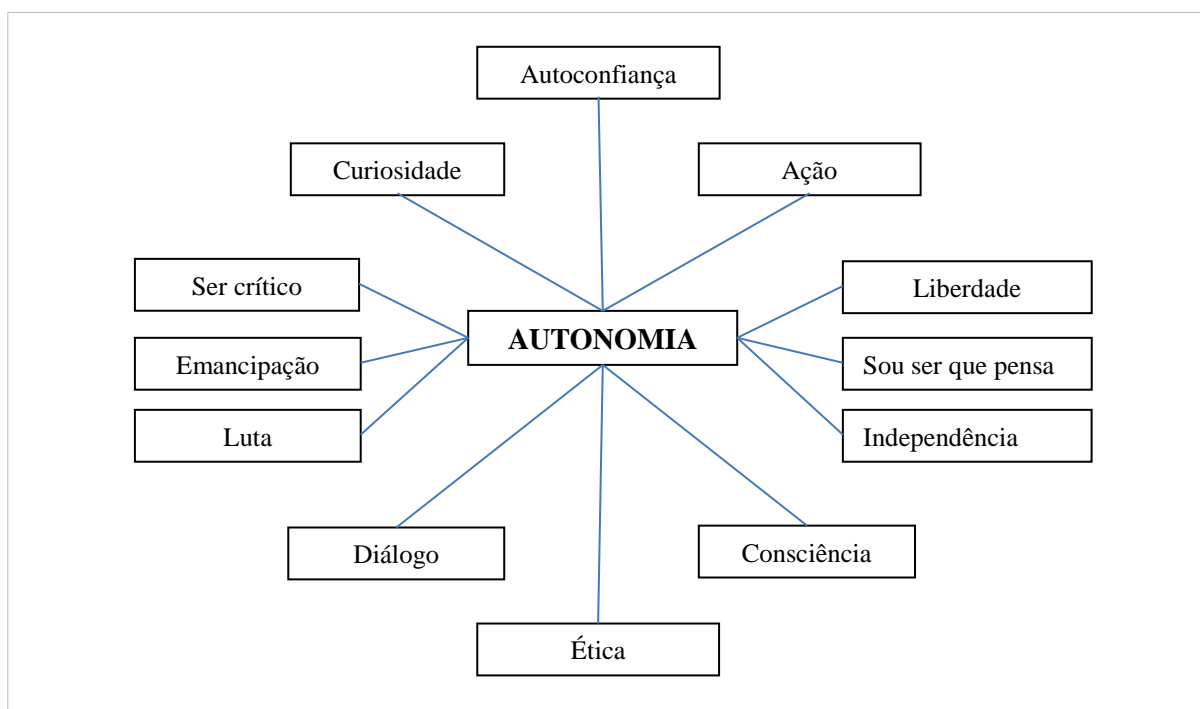 Autoconfiança
Curiosidade
Ação
Ser crítico
Liberdade
AUTONOMIA
Emancipação
Sou ser que pensa
Luta
Independência
Diálogo
Consciência
Ética